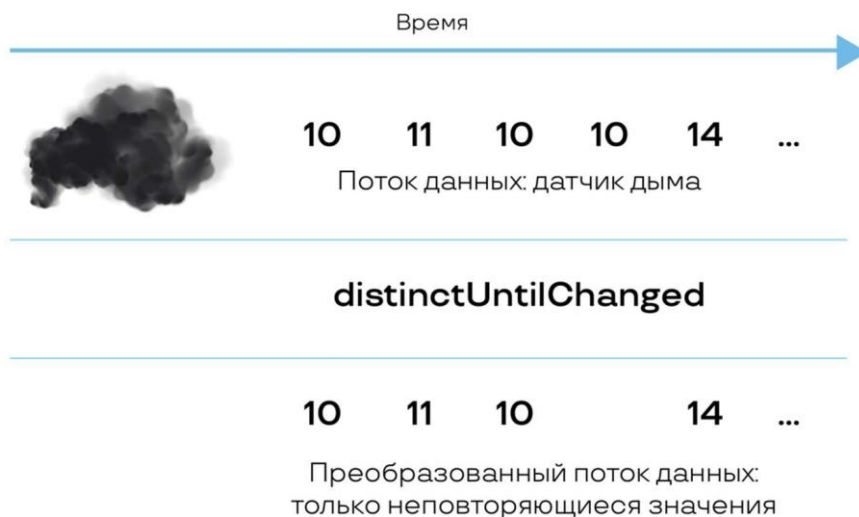 Время
10 11 10 10 14 ...
Поток данных: датчик дыма
distinctUntilChanged
10 11 10 14 ...
Преобразованный поток данных:
только неповторяющиеся значения